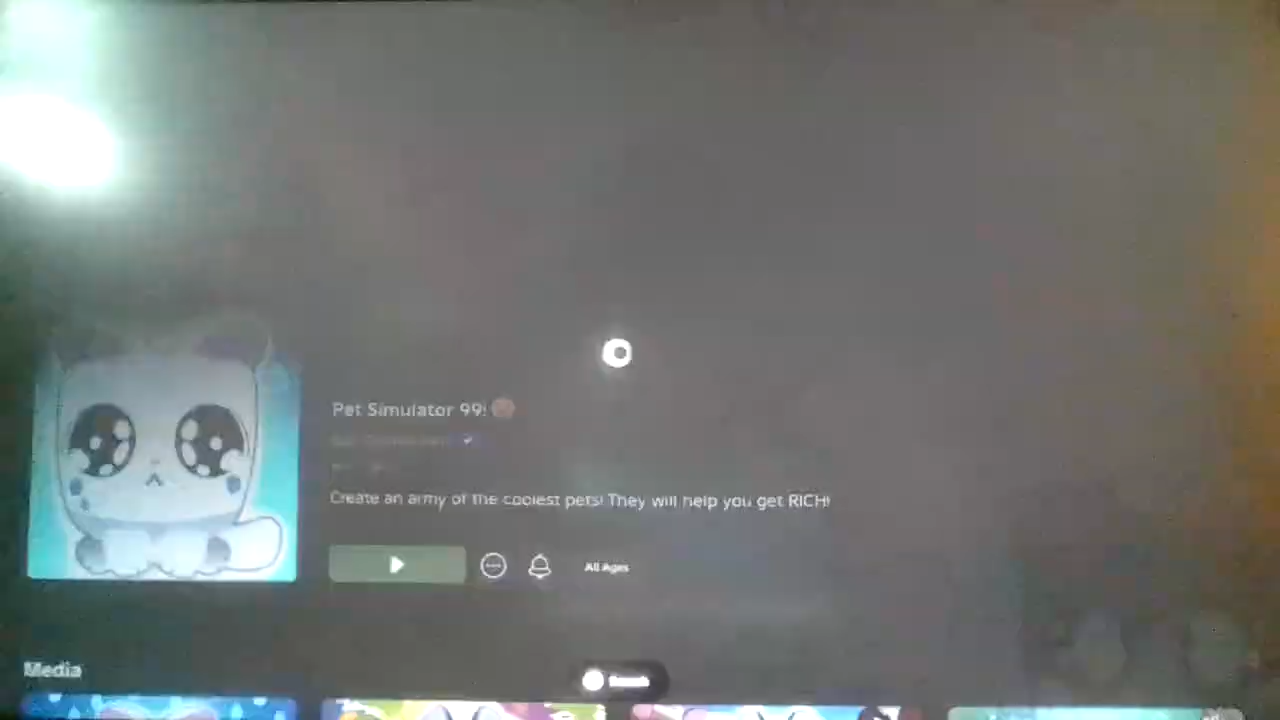 Pet Simulator 99!
Create an army of the coolest pets! They will help you get RICH!
All Ages
Media
Search